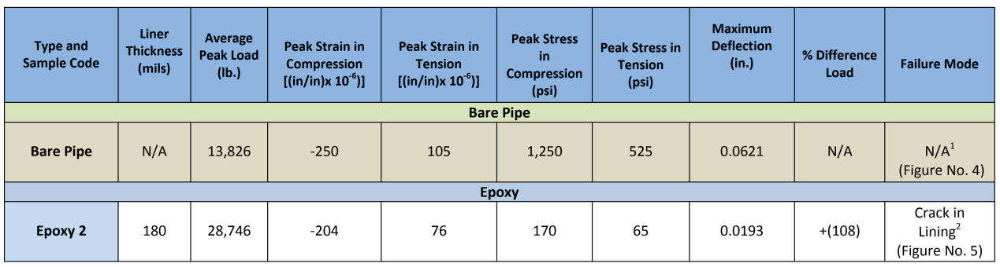 Type and Sample Code
Liner Thickness (mils)
Average Peak Load (lb.)
Peak Strain in Compression [(in/in)x 10⁻⁶)]
Peak Strain in Tension [(in/in)x 10⁻⁶)]
Peak Stress in Compression (psi)
Peak Stress in Tension (psi)
Maximum Deflection (in.)
% Difference Load
Failure Mode
Bare Pipe
Bare Pipe
N/A
13,826
-250
105
1,250
525
0.0621
N/A
N/A¹
(Figure No. 4)
Epoxy
Epoxy 2
180
28,746
-204
76
170
65
0.0193
+(108)
Crack in
Lining²
(Figure No. 5)